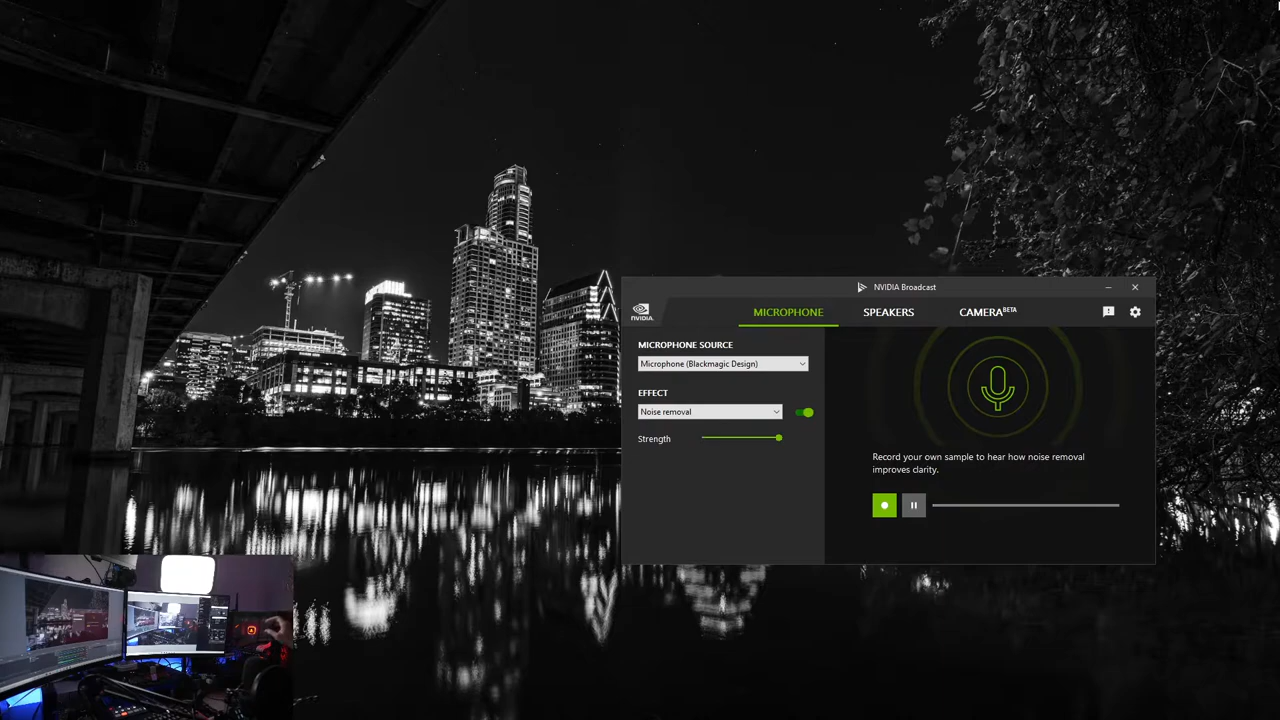 NVIDIA Broadcast
NVIDIA.
MICROPHONE
SPEAKERS
CAMERA BETA
MICROPHONE SOURCE
Microphone (Blackmagic Design)
EFFECT
Noise removal
Strength
Record your own sample to hear how noise removal
improves clarity.